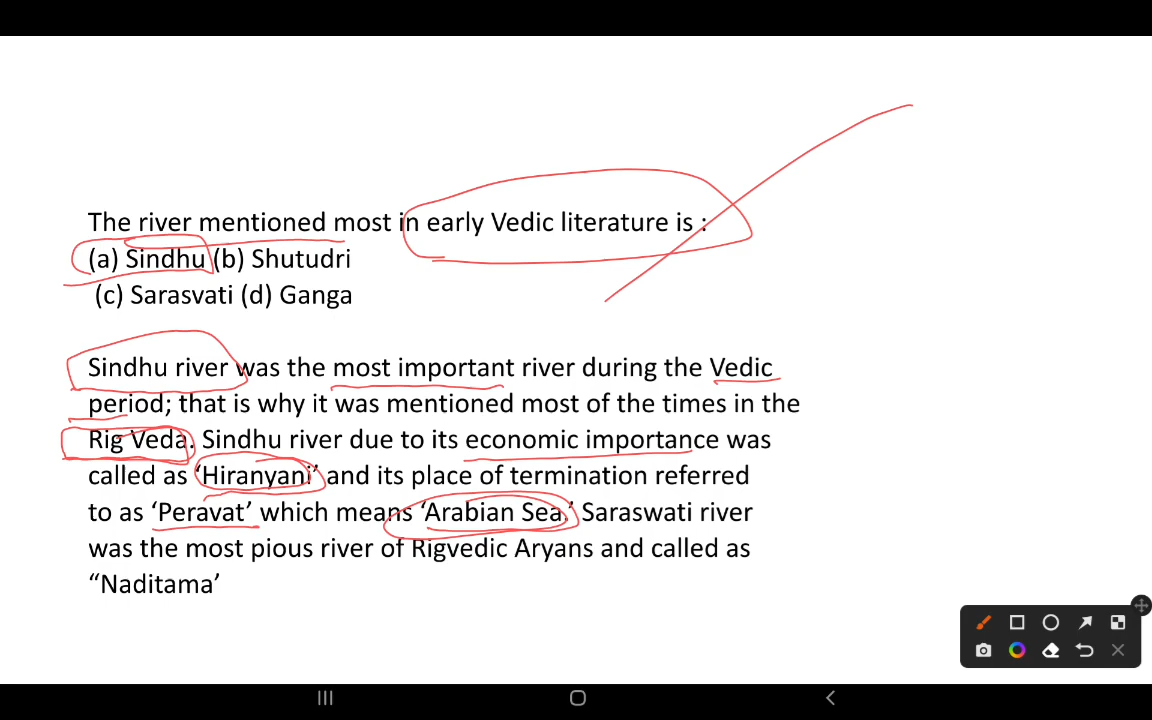 The river mentioned most in early Vedic literature is :
(a) Sindhu (b) Shutudri
(c) Sarasvati (d) Ganga
Sindhu river was the most important river during the Vedic
period; that is why it was mentioned most of the times in the
Rig Veda. Sindhu river due to its economic importance was
called as ‘Hiranyani’ and its place of termination referred
to as ‘Peravat’ which means ‘Arabian Sea.’ Saraswati river
was the most pious river of Rigvedic Aryans and called as
“Naditama’